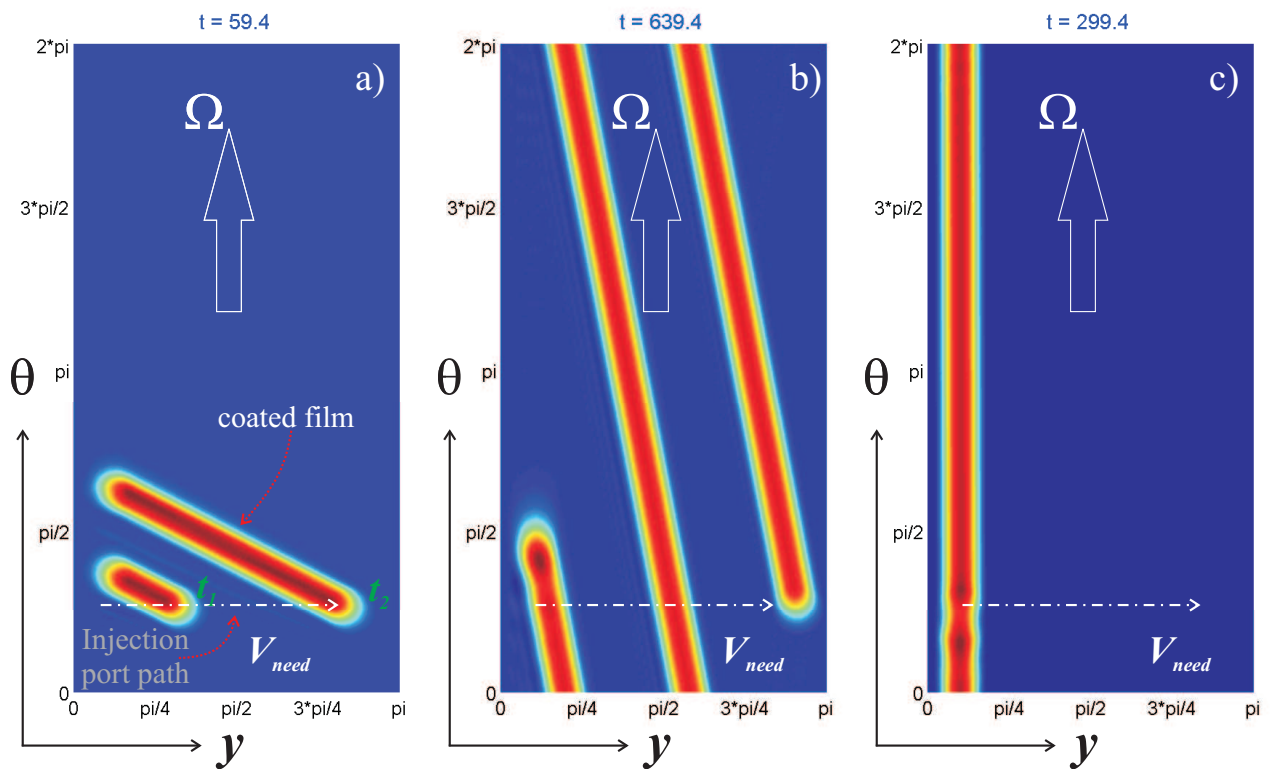 t = 59.4
2*pi
a)
Ω
3*pi/2
θ
pi
coated film
pi/2
t1
t2
Injection
port path
Vneed
0
0
pi/4
pi/2
3*pi/4
pi
y
t = 639.4
2*pi
b)
Ω
3*pi/2
θ
pi
pi/2
Vneed
0
0
pi/4
pi/2
3*pi/4
pi
y
t = 299.4
2*pi
c)
Ω
3*pi/2
θ
pi
pi/2
Vneed
0
0
pi/4
pi/2
3*pi/4
pi
y